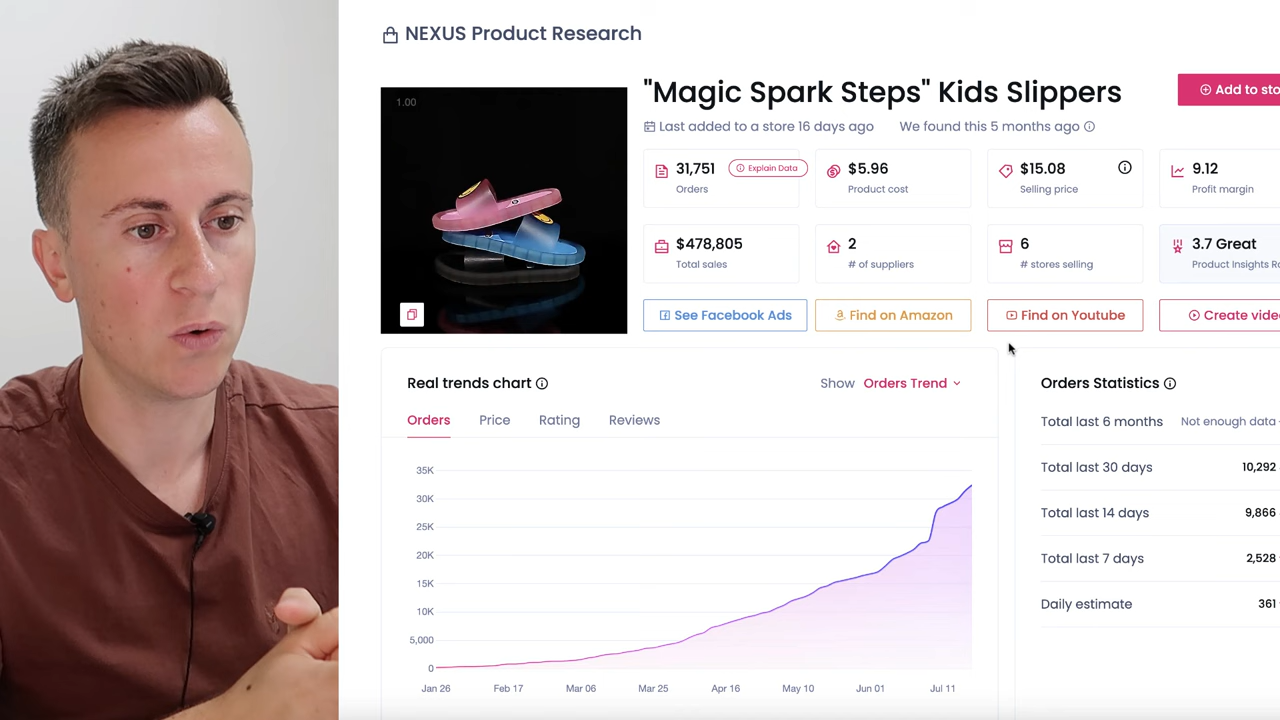 NEXUS Product Research
1.00
"Magic Spark Steps" Kids Slippers
Add to sto
Last added to a store 16 days ago We found this 5 months ago
31,751 Explain Data $5.96 $15.08 9.12
Orders Product cost Selling price Profit margin
$478,805 2 6 3.7 Great
Total sales # of suppliers # stores selling Product Insights Ra
See Facebook Ads Find on Amazon Find on Youtube Create vide
Real trends chart Show Orders Trend
Orders Price Rating Reviews
35K
30K
25K
20K
15K
10K
5,000
0
Jan 26 Feb 17 Mar 06 Mar 25 Apr 16 May 10 Jun 01 Jul 11
Orders Statistics
Total last 6 months Not enough data
Total last 30 days 10,292
Total last 14 days 9,866
Total last 7 days 2,528
Daily estimate 361